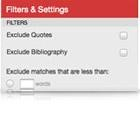 Filters & Settings
FILTERS
Exclude Quotes
Exclude Bibliography
Exclude matches that are less than:
words